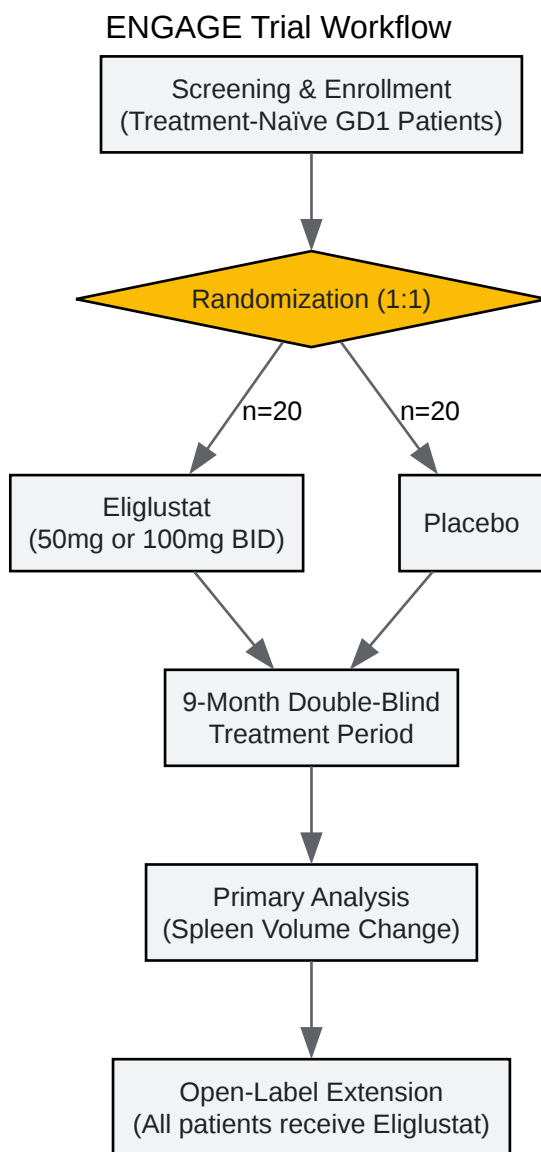 ENGAGE Trial Workflow
Screening & Enrollment
(Treatment-Naïve GD1 Patients)
Randomization (1:1)
n=20
n=20
Eliglustat
(50mg or 100mg BID)
Placebo
9-Month Double-Blind
Treatment Period
Primary Analysis
(Spleen Volume Change)
Open-Label Extension
(All patients receive Eliglustat)